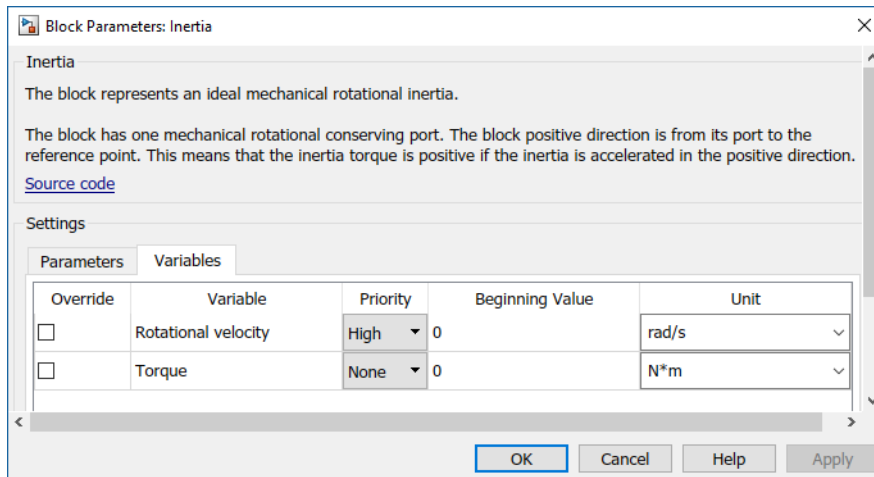 Block Parameters: Inertia
Inertia
The block represents an ideal mechanical rotational inertia.
The block has one mechanical rotational conserving port. The block positive direction is from its port to the
reference point. This means that the inertia torque is positive if the inertia is accelerated in the positive direction.
Source code
Settings
Parameters Variables
Override Variable Priority Beginning Value Unit
Rotational velocity High 0 rad/s
Torque None 0 N*m
OK Cancel Help Apply